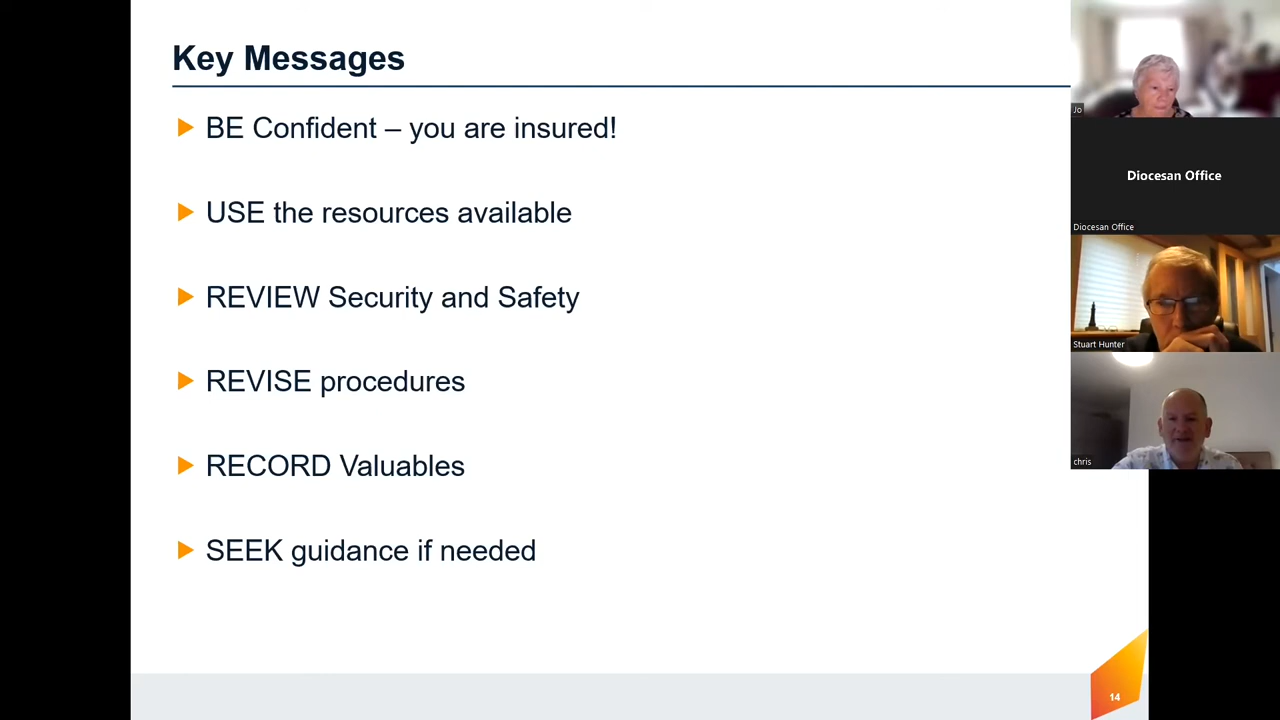 Key Messages
BE Confident – you are insured!
USE the resources available
REVIEW Security and Safety
REVISE procedures
RECORD Valuables
SEEK guidance if needed
14
Jo
Diocesan Office
Diocesan Office
Stuart Hunter
chris